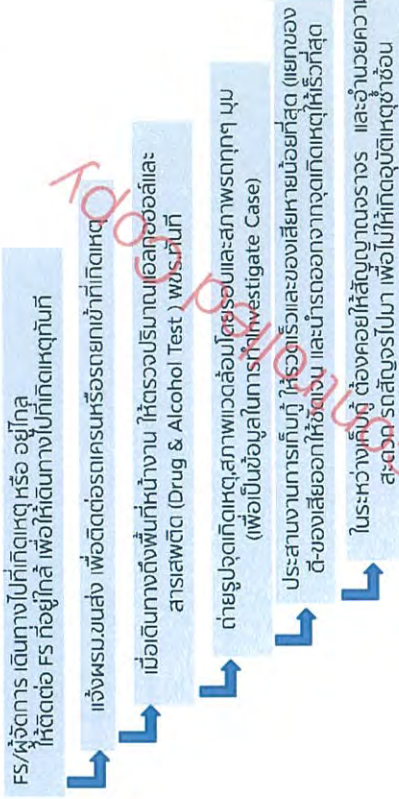 FS/ผู้จัดการ เดินทางไปที่เกิดเหตุ หรือ อยู่ไกล
ให้ติดต่อ FS ที่อยู่ใกล้ เพื่อให้เดินทางไปที่เกิดเหตุทันที
แจ้งพรม.ขนส่ง เพื่อติดต่อรถเครนหรือรถยกเข้าที่เกิดเหตุ
เมื่อเดินทางถึงพื้นที่หน้างาน ให้ตรวจปริมาณแอลกอฮอล์และ
สารเสพติด (Drug & Alcohol Test ) พขร.ทันที
ถ่ายรูปจุดเกิดเหตุ,สภาพแวดล้อมโดยรอบและสภาพรถทุกๆ มุม
(เพื่อเป็นข้อมูลในการทำInvestigate Case)
ประสานงานการเก็บกู้ ให้รวดเร็วและของเสียหายน้อยที่สุด (แยกของ
ดี-ของเสียออกให้ชัดเจน และนำรถออกจากจุดเกิดเหตุให้เร็วที่สุด
ในระหว่างเก็บกู้ ต้องคอยให้สัญญาณจราจร และอำนวยความ
รถสัญจรไปมา เพื่อไม่ให้เกิดอุบัติเหตุซ้ำซ้อน
ontrolled Copy